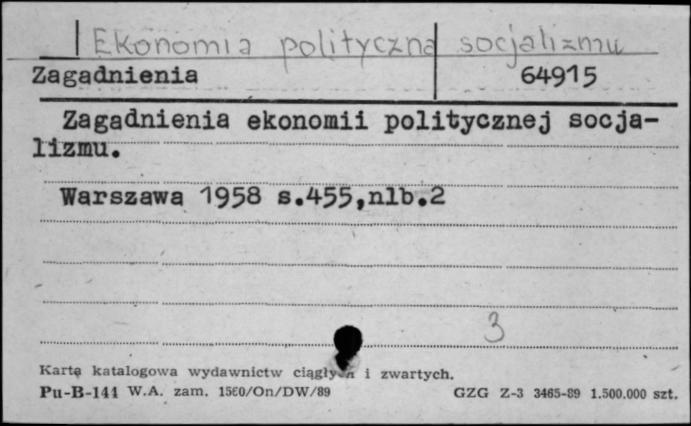 Ekonomia polityczna socjalizmu
Zagadnienia 64915
Zagadnienia ekonomii politycznej socja-
lizmu.
Warszawa 1958 s.455,nlb.2
3
Karta katalogowa wydawnictw ciągłych i zwartych.
Pu-B-144 W.A. zam. 1560/On/DW/89 GZG Z-3 3465-89 1.500.000 szt.